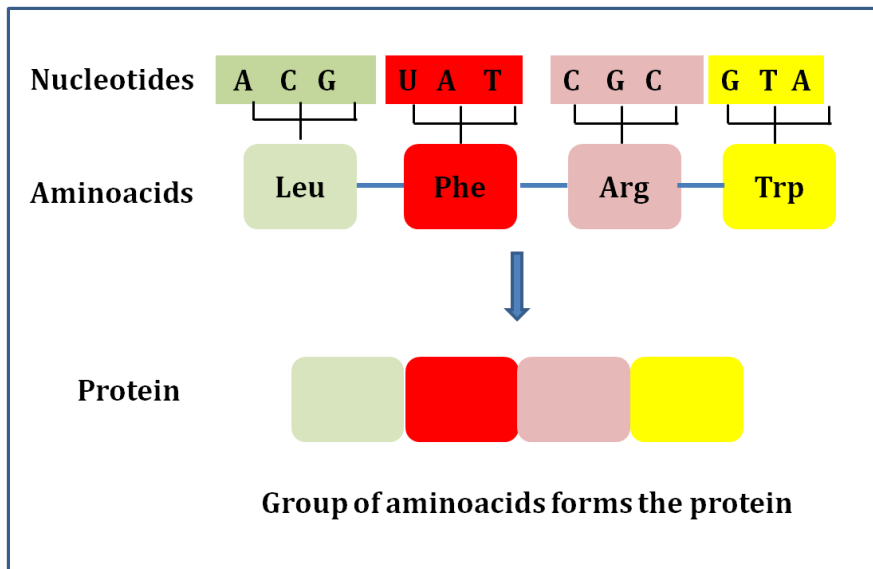 Nucleotides A C G U A T C G C G T A
Aminoacids Leu Phe Arg Trp
Protein
Group of aminoacids forms the protein